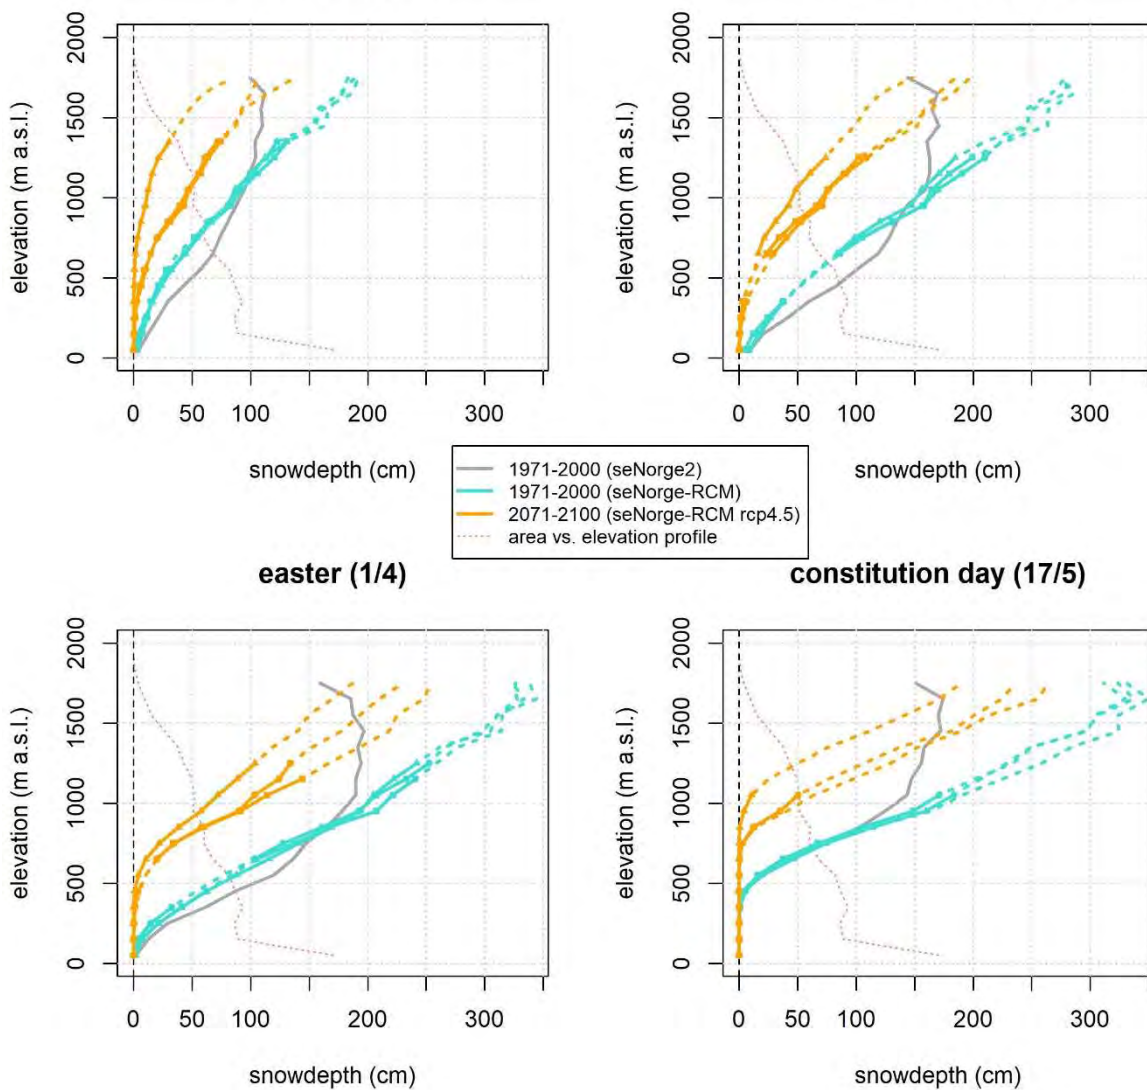 2000
1500
1000
500
0
elevation (m a.s.l.)
0 50 100 200 300
snowdepth (cm)
2000
1500
1000
500
0
elevation (m a.s.l.)
0 50 100 200 300
snowdepth (cm)
1971-2000 (seNorge2)
1971-2000 (seNorge-RCM)
2071-2100 (seNorge-RCM rcp4.5)
area vs. elevation profile
easter (1/4)
2000
1500
1000
500
0
elevation (m a.s.l.)
0 50 100 200 300
snowdepth (cm)
constitution day (17/5)
2000
1500
1000
500
0
elevation (m a.s.l.)
0 50 100 200 300
snowdepth (cm)